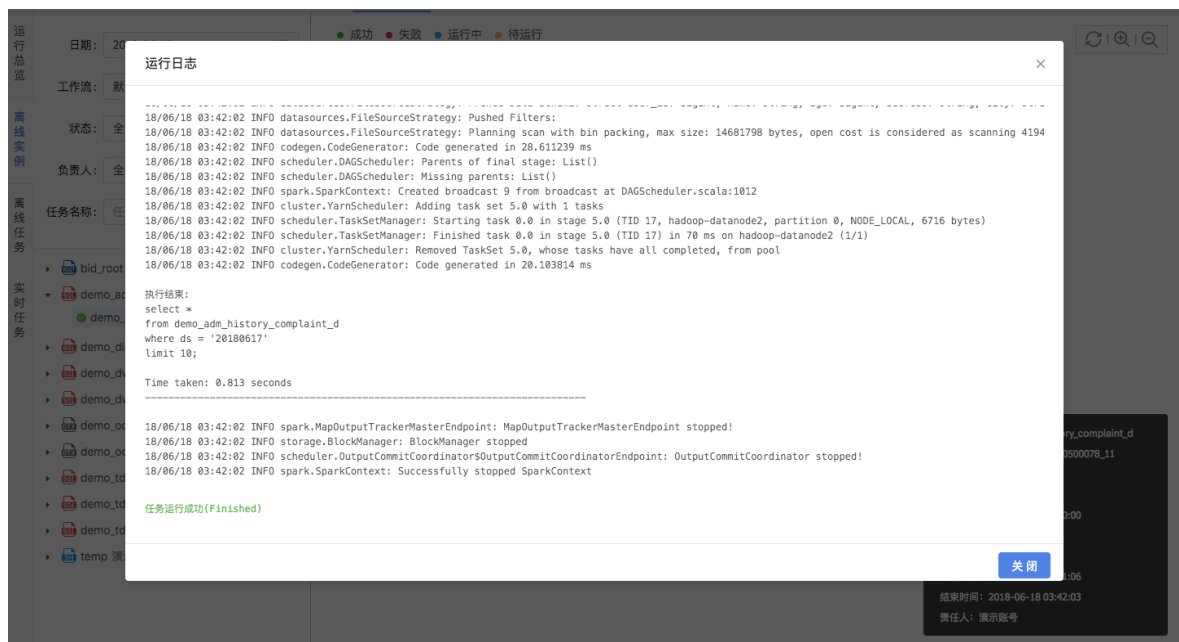 运行总览
离线实例
离线任务
实时任务
成功 失败 运行中 待运行
日期: 20
工作流: 默
状态: 全
负责人: 全
任务名称: 任
bid_root
demo_ad
demo_
demo_di
demo_dw
demo_dw
demo_od
demo_od
demo_td
demo_td
demo_td
temp 演
运行日志
18/06/18 03:42:02 INFO datasources.FileSourceStrategy: Pushed Filters:
18/06/18 03:42:02 INFO datasources.FileSourceStrategy: Planning scan with bin packing, max size: 14681798 bytes, open cost is considered as scanning 4194
18/06/18 03:42:02 INFO codegen.CodeGenerator: Code generated in 28.611239 ms
18/06/18 03:42:02 INFO scheduler.DAGScheduler: Parents of final stage: List()
18/06/18 03:42:02 INFO scheduler.DAGScheduler: Missing parents: List()
18/06/18 03:42:02 INFO spark.SparkContext: Created broadcast 9 from broadcast at DAGScheduler.scala:1012
18/06/18 03:42:02 INFO cluster.YarnScheduler: Adding task set 5.0 with 1 tasks
18/06/18 03:42:02 INFO scheduler.TaskSetManager: Starting task 0.0 in stage 5.0 (TID 17, hadoop-datanode2, partition 0, NODE_LOCAL, 6716 bytes)
18/06/18 03:42:02 INFO scheduler.TaskSetManager: Finished task 0.0 in stage 5.0 (TID 17) in 70 ms on hadoop-datanode2 (1/1)
18/06/18 03:42:02 INFO cluster.YarnScheduler: Removed TaskSet 5.0, whose tasks have all completed, from pool
18/06/18 03:42:02 INFO codegen.CodeGenerator: Code generated in 20.103814 ms
执行结束:
select *
from demo_adm_history_complaint_d
where ds = '20180617'
limit 10;
Time taken: 0.813 seconds
---------------------------------------------------------------------------
18/06/18 03:42:02 INFO spark.MapOutputTrackerMasterEndpoint: MapOutputTrackerMasterEndpoint stopped!
18/06/18 03:42:02 INFO storage.BlockManager: BlockManager stopped
18/06/18 03:42:02 INFO scheduler.OutputCommitCoordinator$OutputCommitCoordinatorEndpoint: OutputCommitCoordinator stopped!
18/06/18 03:42:02 INFO spark.SparkContext: Successfully stopped SparkContext
任务运行成功(Finished)
关 闭
ry_complaint_d
0500078_11
0:00
1:06
结束时间: 2018-06-18 03:42:03
责任人: 演示账号